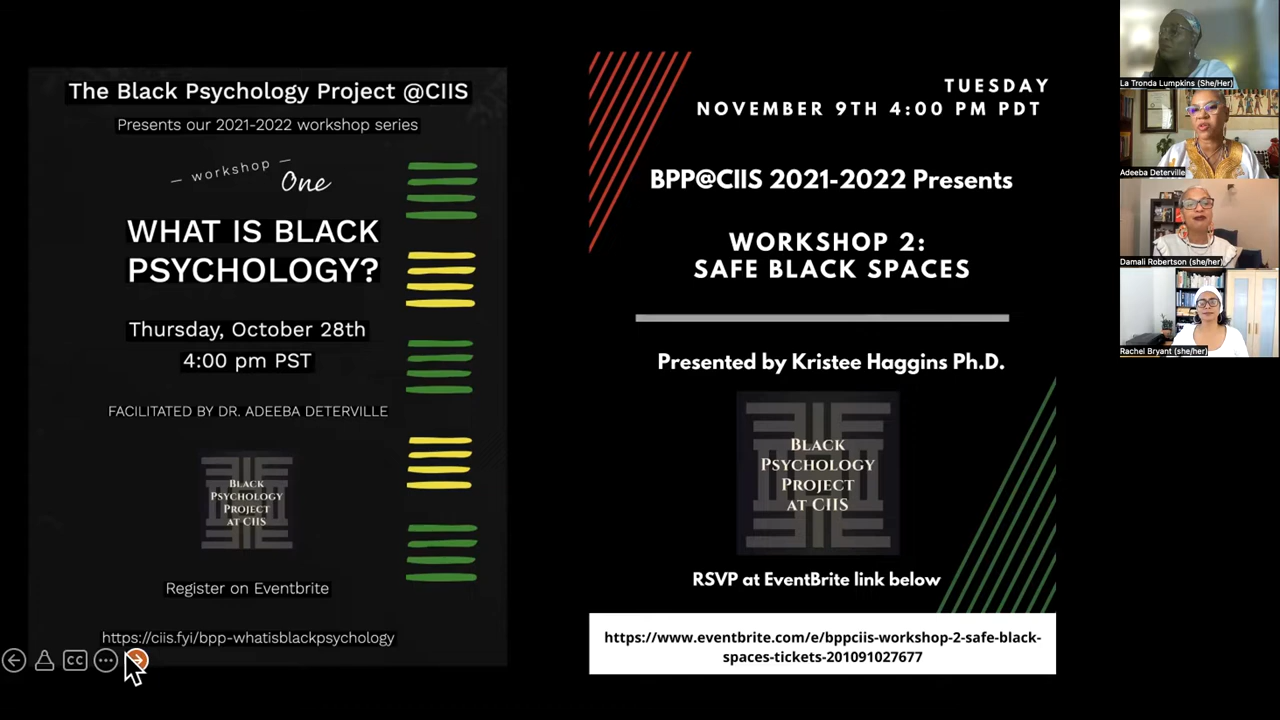 The Black Psychology Project @CIIS
Presents our 2021-2022 workshop series
– workshop –
One
WHAT IS BLACK
PSYCHOLOGY?
Thursday, October 28th
4:00 pm PST
FACILITATED BY DR. ADEEBA DETERVILLE
BLACK
PSYCHOLOGY
PROJECT
AT CIIS
Register on Eventbrite
https://ciis.fyi/bpp-whatisblackpsychology
CC
TUESDAY
NOVEMBER 9TH 4:00 PM PDT
BPP@CIIS 2021-2022 Presents
WORKSHOP 2:
SAFE BLACK SPACES
Presented by Kristee Haggins Ph.D.
BLACK
PSYCHOLOGY
PROJECT
AT CIIS
RSVP at EventBrite link below
https://www.eventbrite.com/e/bppciis-workshop-2-safe-black-
spaces-tickets-201091027677
La Tronda Lumpkins (She/Her)
Adeeba Deterville
Damali Robertson (she/her)
Rachel Bryant (she/her)